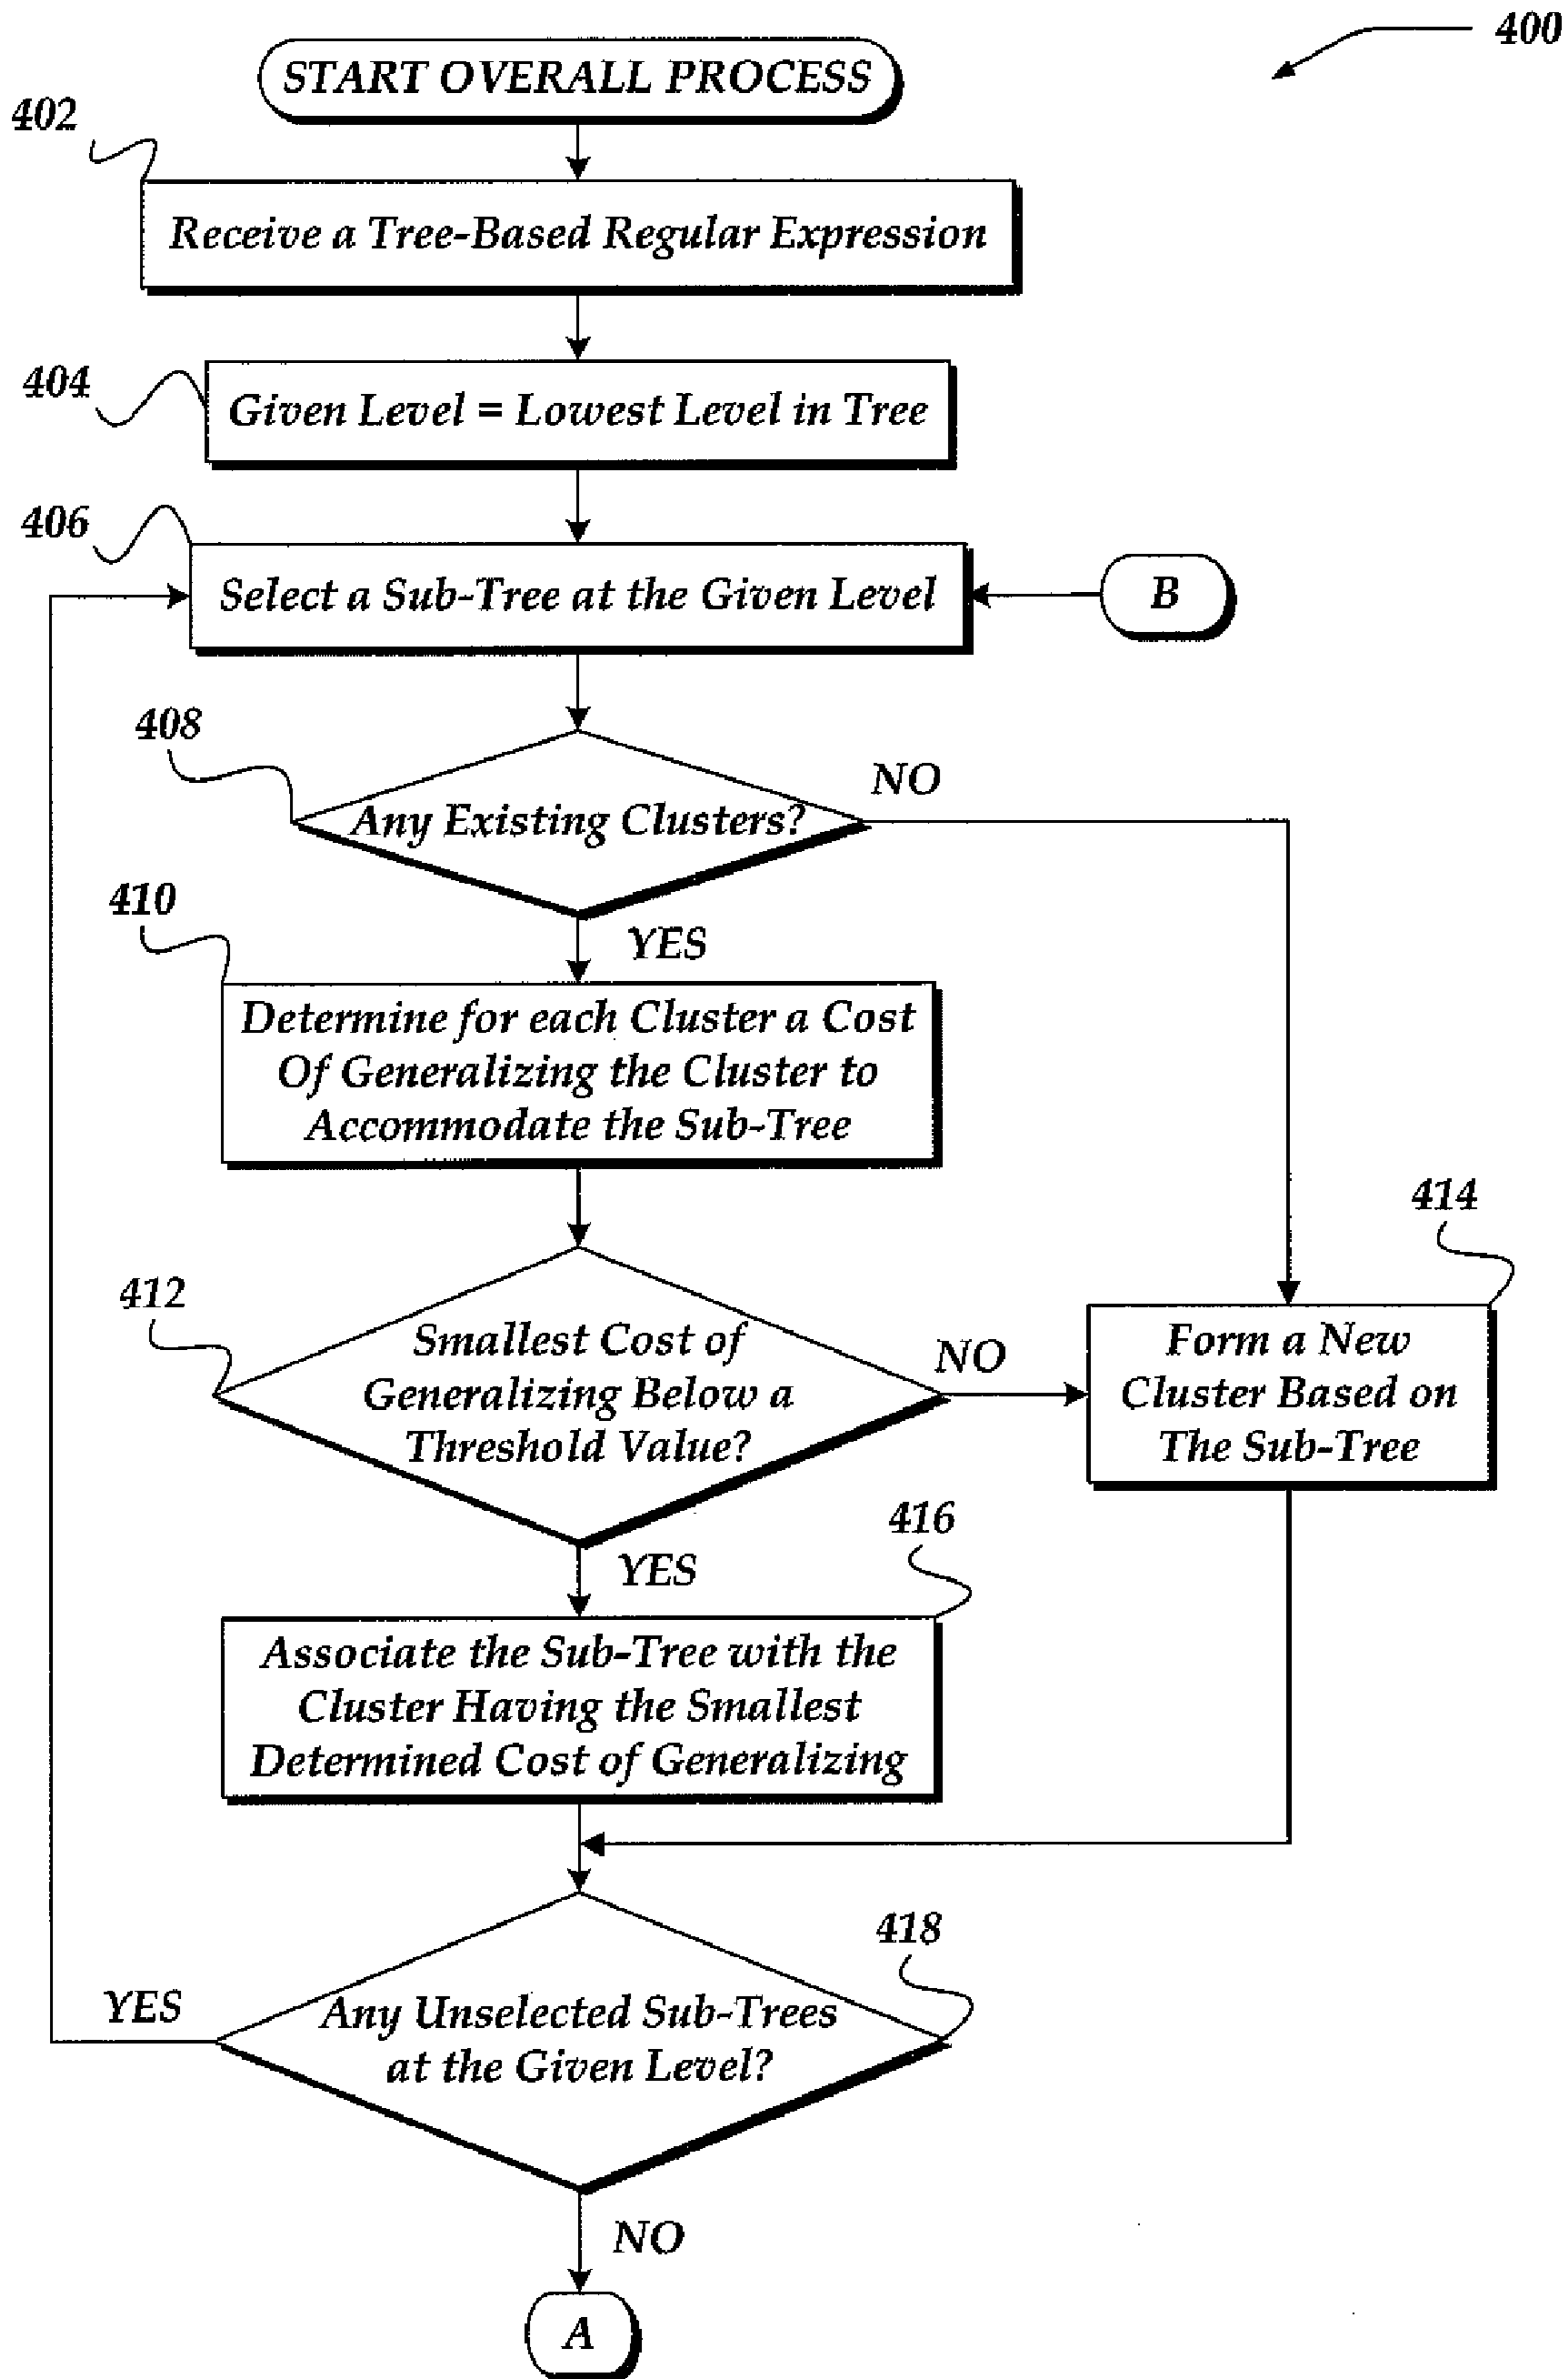 400
START OVERALL PROCESS
402
Receive a Tree-Based Regular Expression
404
Given Level = Lowest Level in Tree
406
Select a Sub-Tree at the Given Level
B
408
Any Existing Clusters?
NO
YES
410
Determine for each Cluster a Cost
Of Generalizing the Cluster to
Accommodate the Sub-Tree
412
Smallest Cost of
Generalizing Below a
Threshold Value?
NO
YES
414
Form a New
Cluster Based on
The Sub-Tree
416
Associate the Sub-Tree with the
Cluster Having the Smallest
Determined Cost of Generalizing
418
Any Unselected Sub-Trees
at the Given Level?
YES
NO
A